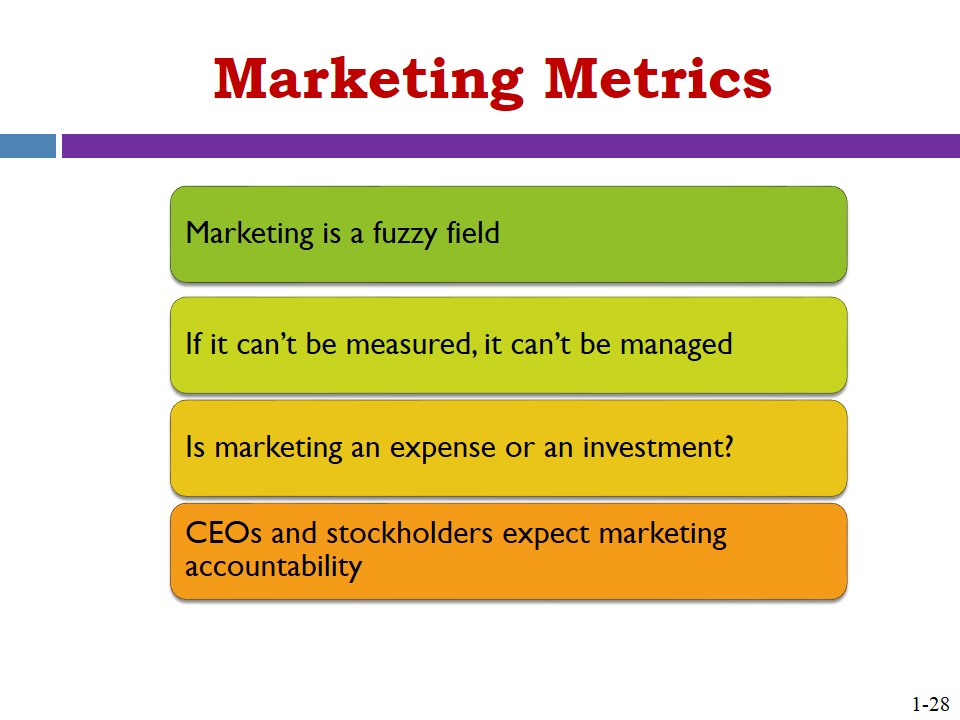 Marketing Metrics
Marketing is a fuzzy field
If it can’t be measured, it can’t be managed
Is marketing an expense or an investment?
CEOs and stockholders expect marketing
accountability
1-28